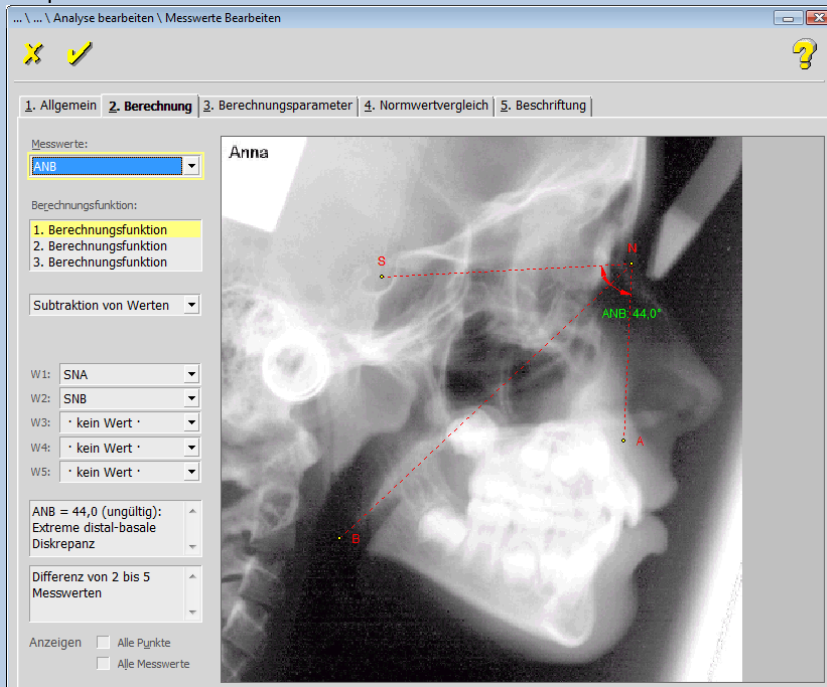 ... \ ... \ Analyse bearbeiten \ Messwerte Bearbeiten
1. Allgemein
2. Berechnung
3. Berechnungsparameter
4. Normwertvergleich
5. Beschriftung
Messwerte:
ANB
Berechnungsfunktion:
1. Berechnungsfunktion
2. Berechnungsfunktion
3. Berechnungsfunktion
Subtraktion von Werten
W1: SNA
W2: SNB
W3: · kein Wert ·
W4: · kein Wert ·
W5: · kein Wert ·
ANB = 44,0 (ungültig):
Extreme distal-basale
Diskrepanz
Differenz von 2 bis 5
Messwerten
Anzeigen
Alle Punkte
Alle Messwerte
Anna
S
N
ANB: 44,0°
A
B